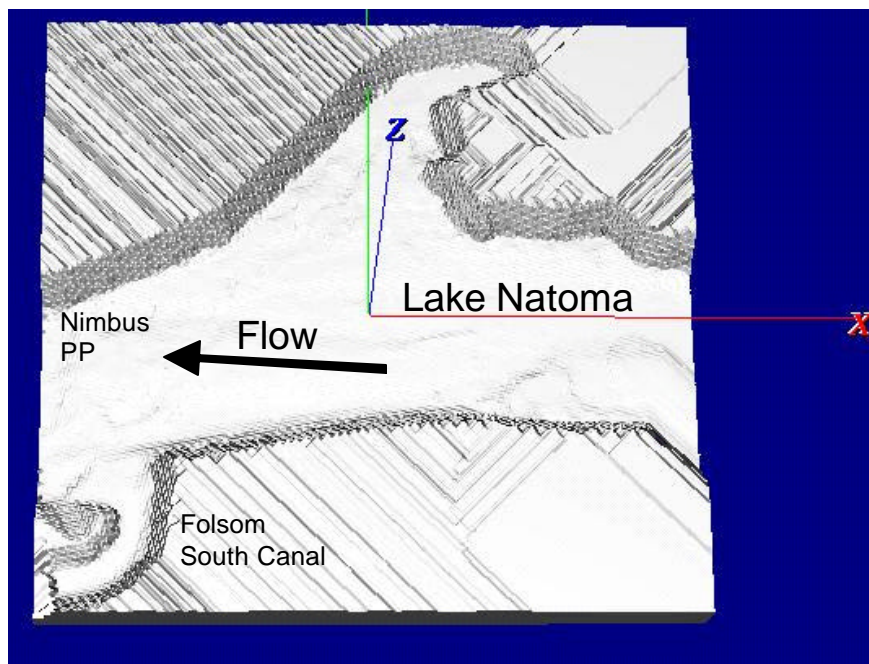 Z
Lake Natoma
X
Nimbus
PP
Flow
Folsom
South Canal